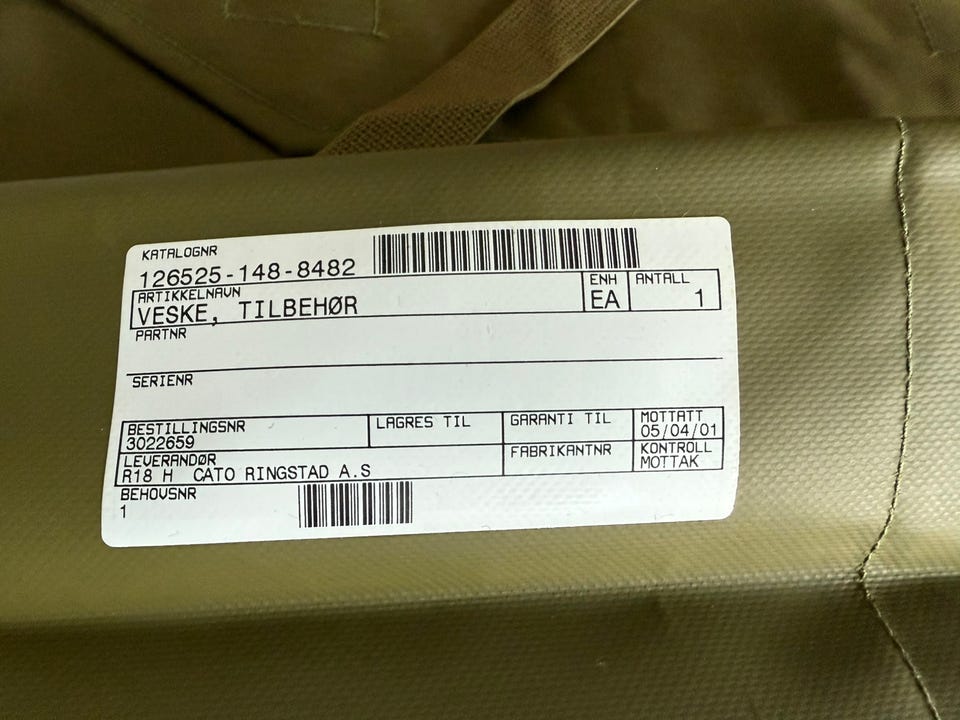 KATALOGNR
126525-148-8482
ARTIKKELNAVN ENH ANTALL
VESKE, TILBEHØR EA 1
PARTNR
SERIENR
BESTILLINGSNR LAGRES TIL GARANTI TIL MOTTATT
3022659 05/04/01
LEVERANDØR FABRIKANTNR KONTROLL
R18 H CATO RINGSTAD A.S MOTTAK
BEHOVSNR
1